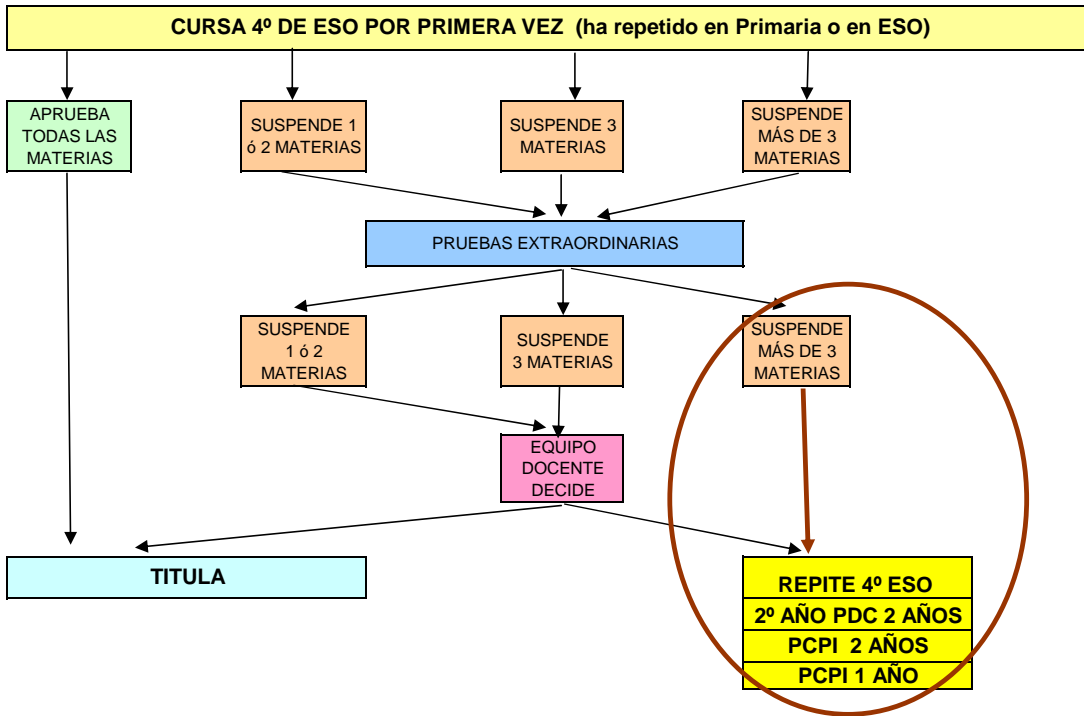 CURSA 4º DE ESO POR PRIMERA VEZ (ha repetido en Primaria o en ESO)
APRUEBA
TODAS LAS
MATERIAS
SUSPENDE 1
ó 2 MATERIAS
SUSPENDE 3
MATERIAS
SUSPENDE
MÁS DE 3
MATERIAS
PRUEBAS EXTRAORDINARIAS
SUSPENDE
1 ó 2
MATERIAS
SUSPENDE
3 MATERIAS
SUSPENDE
MÁS DE 3
MATERIAS
EQUIPO
DOCENTE
DECIDE
TITULA
REPITE 4º ESO
2º AÑO PDC 2 AÑOS
PCPI 2 AÑOS
PCPI 1 AÑO